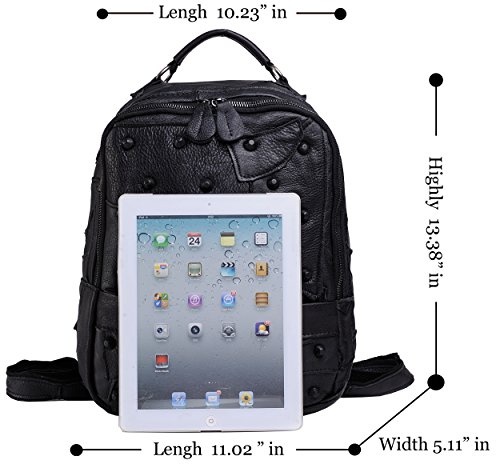 Lengh 10.23” in
Highly 13.38” in
24
Lengh 11.02 ” in
Width 5.11” in